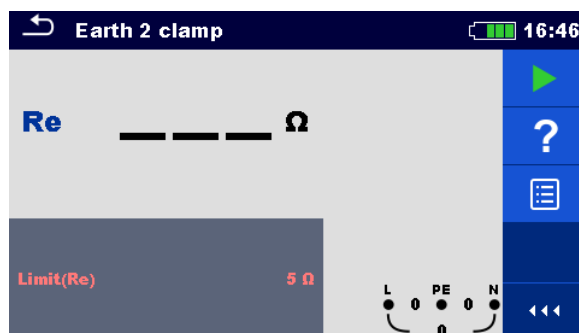 Earth 2 clamp 16:46
Re _ _ _ Ω
?
Limit(Re) 5 Ω
L PE N
0 0
0